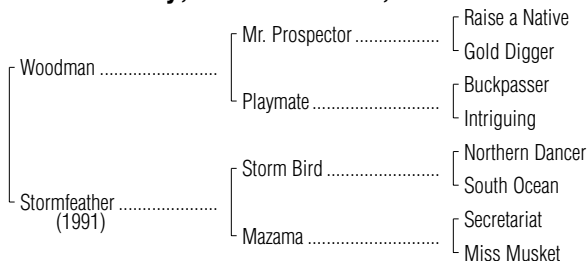 Raise a Native
Mr. Prospector .....................
Gold Digger
Woodman .............................
Buckpasser
Playmate ................................
Intriguing
Northern Dancer
Storm Bird .............................
South Ocean
Stormfeather ........................
(1991)
Secretariat
Mazama .................................
Miss Musket